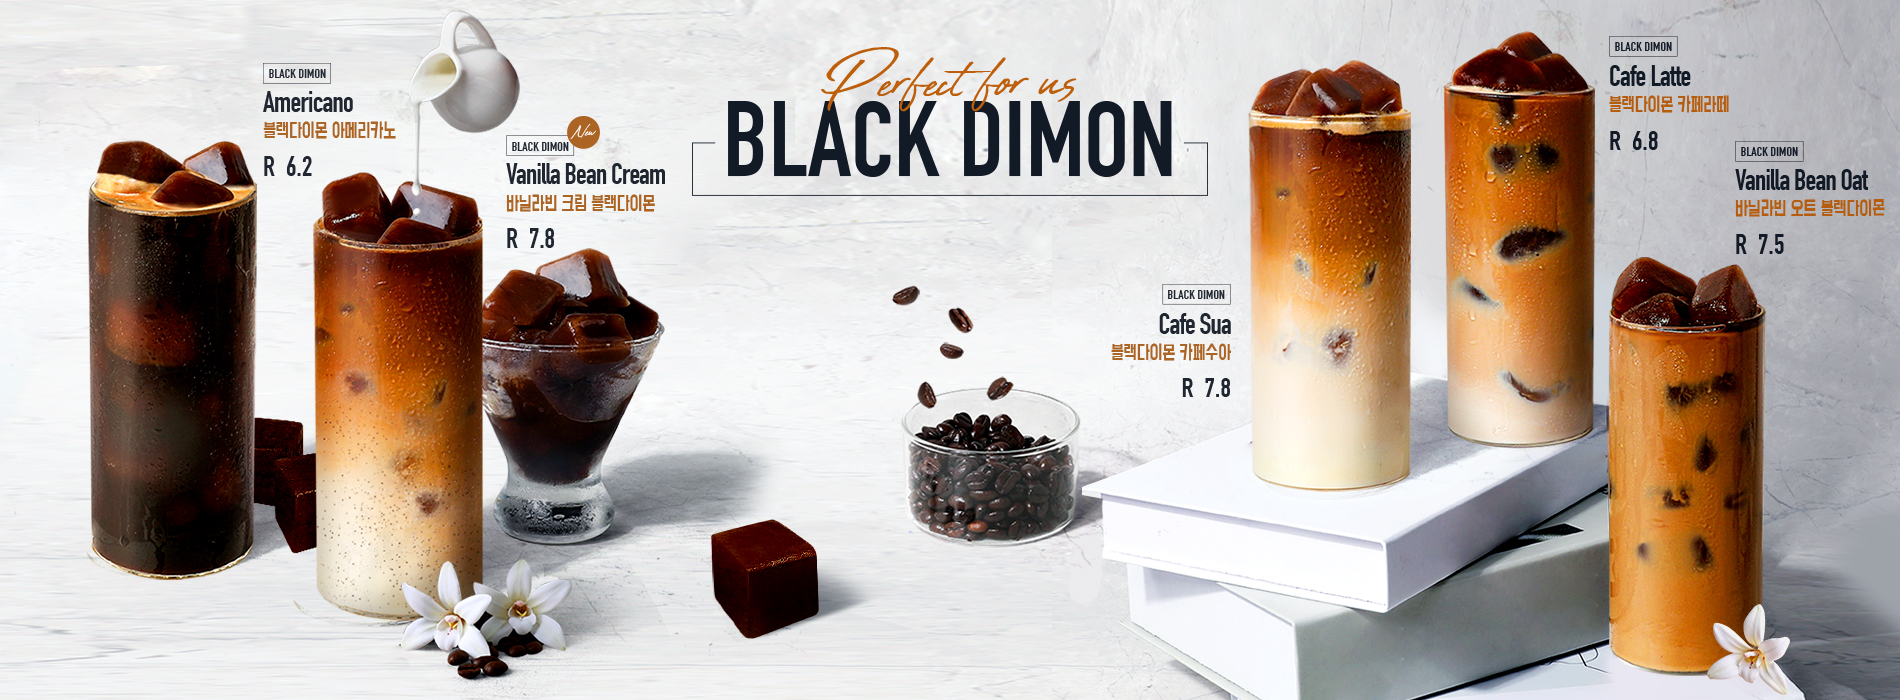 Perfect for us
BLACK DIMON
BLACK DIMON
Americano
블랙다이몬 아메리카노
R 6.2
BLACK DIMON
New
Vanilla Bean Cream
바닐라빈 크림 블랙다이몬
R 7.8
BLACK DIMON
Cafe Sua
블랙다이몬 카페수아
R 7.8
BLACK DIMON
Cafe Latte
블랙다이몬 카페라떼
R 6.8
BLACK DIMON
Vanilla Bean Oat
바닐라빈 오트 블랙다이몬
R 7.5